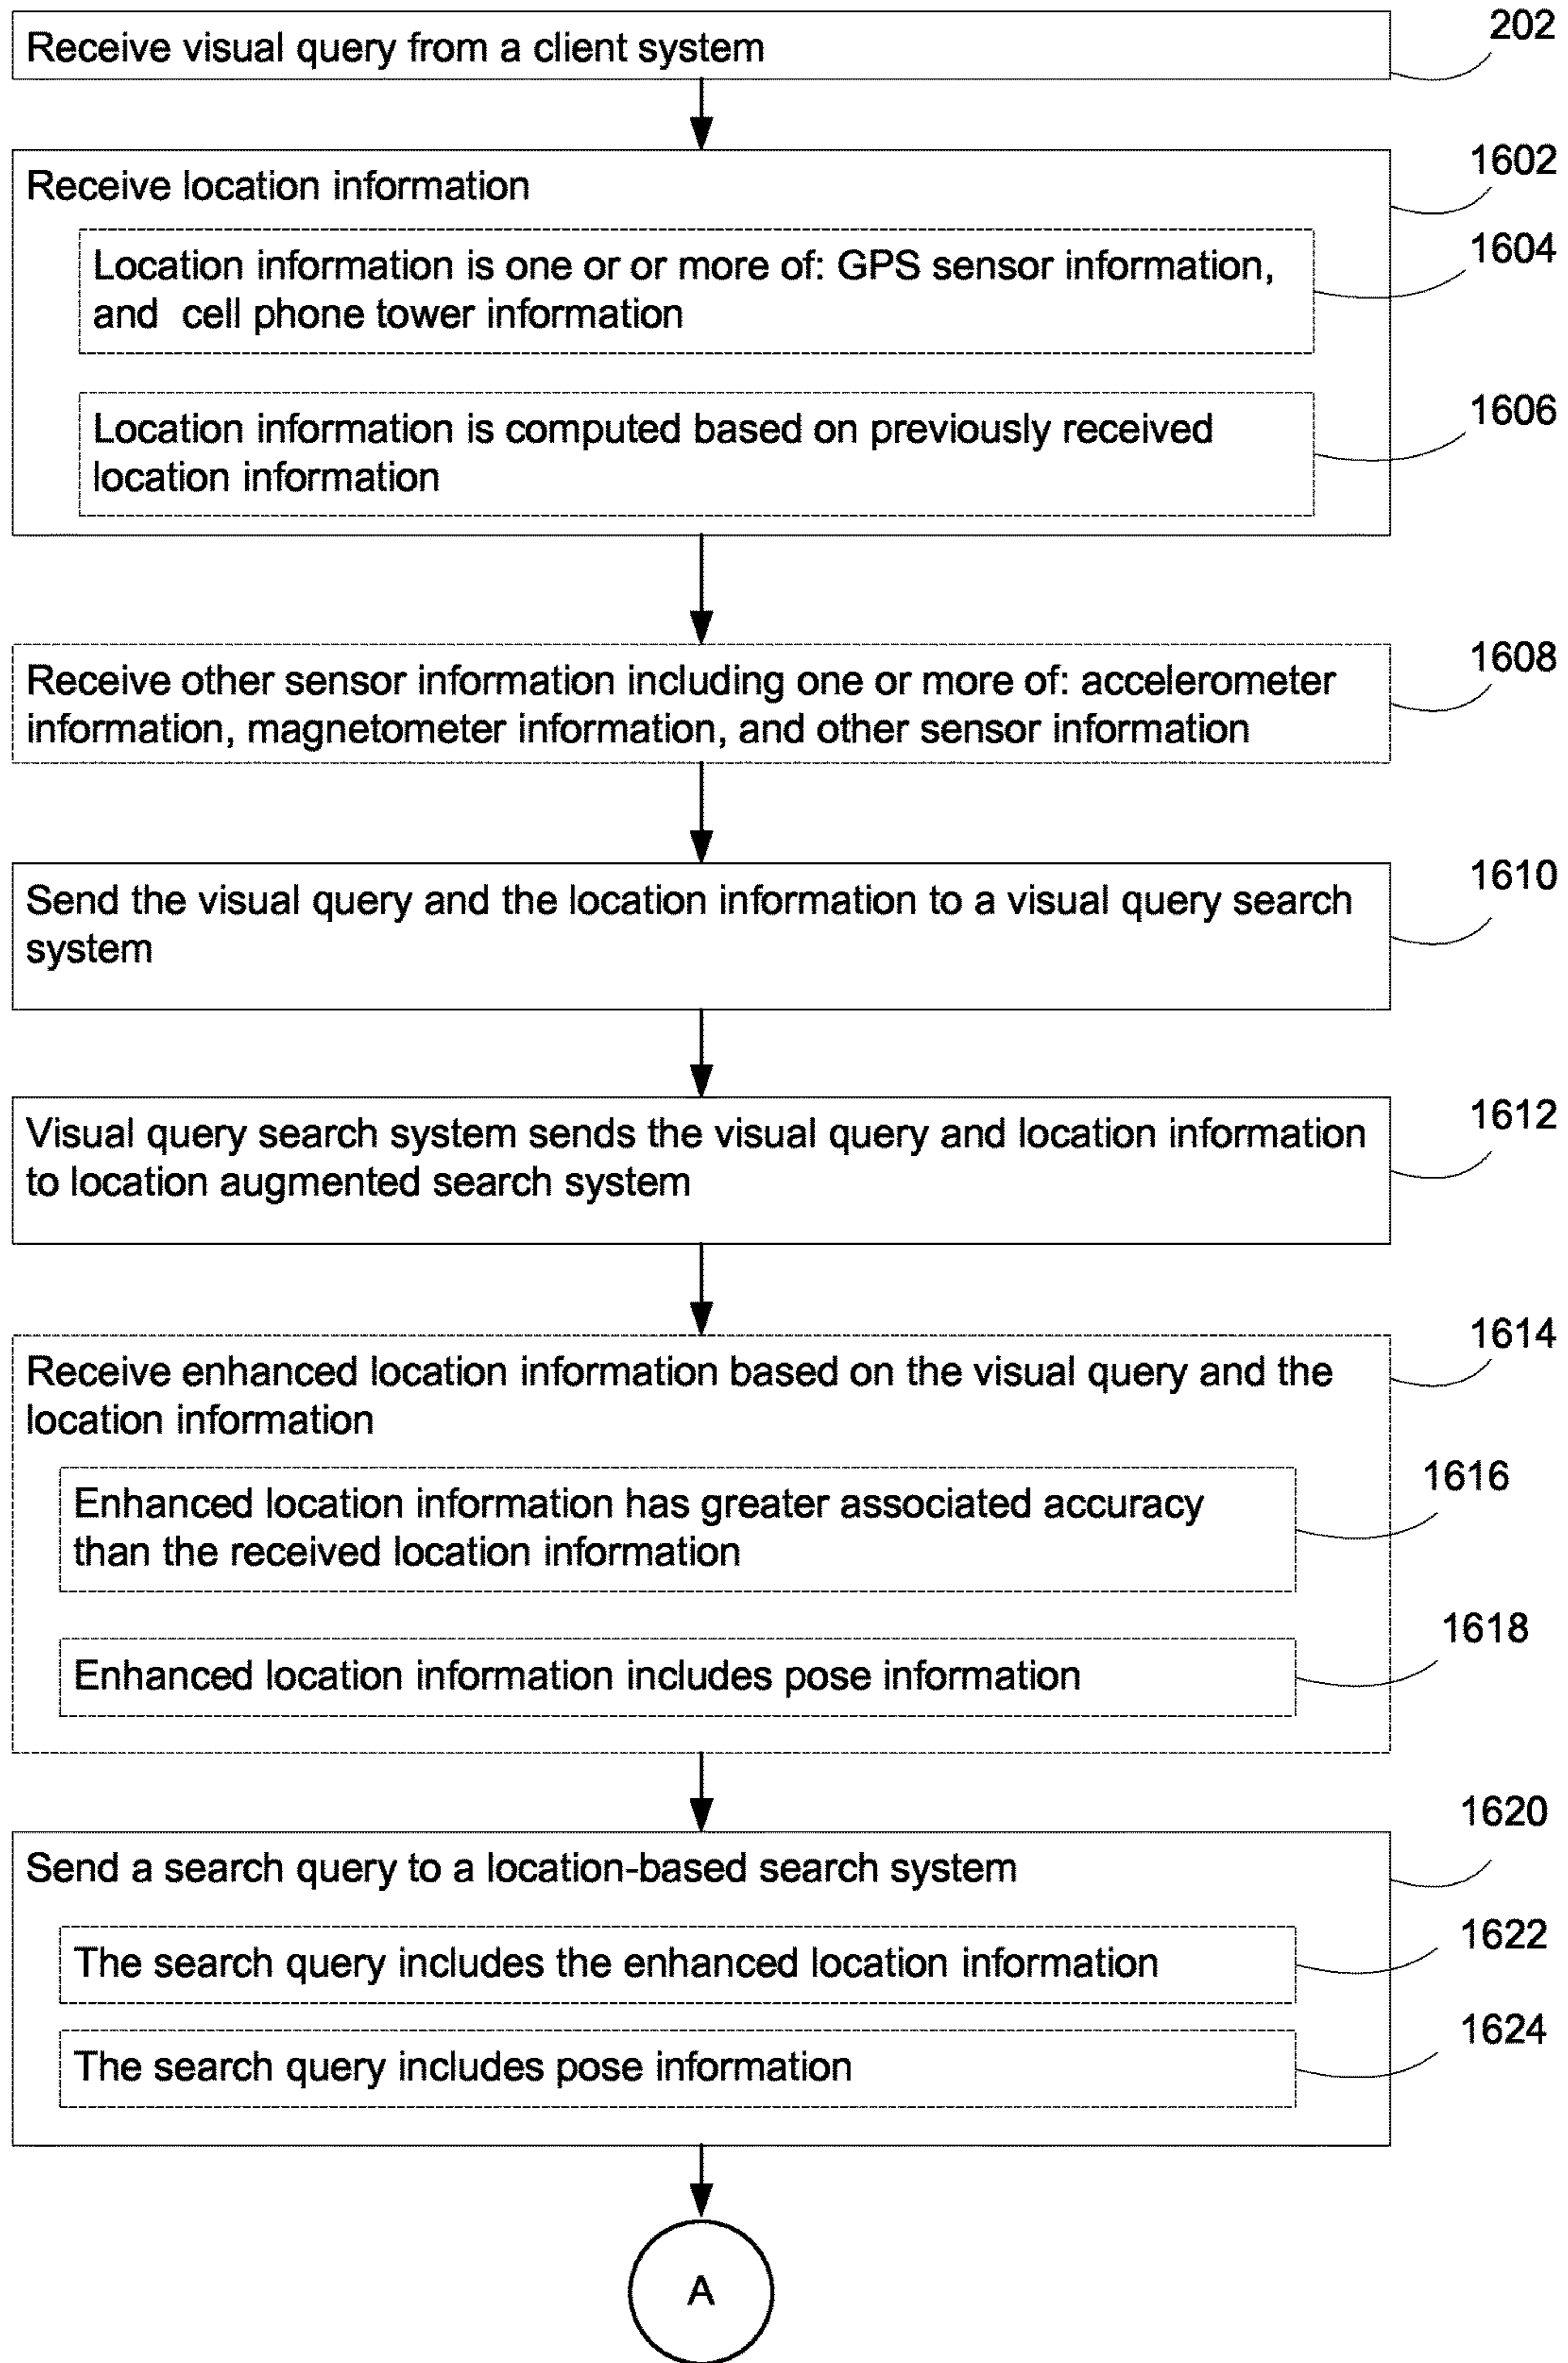 Receive visual query from a client system
202
Receive location information
1602
Location information is one or or more of: GPS sensor information,
and cell phone tower information
1604
Location information is computed based on previously received
location information
1606
Receive other sensor information including one or more of: accelerometer
information, magnetometer information, and other sensor information
1608
Send the visual query and the location information to a visual query search
system
1610
Visual query search system sends the visual query and location information
to location augmented search system
1612
Receive enhanced location information based on the visual query and the
location information
1614
Enhanced location information has greater associated accuracy
than the received location information
1616
Enhanced location information includes pose information
1618
Send a search query to a location-based search system
1620
The search query includes the enhanced location information
1622
The search query includes pose information
1624
A